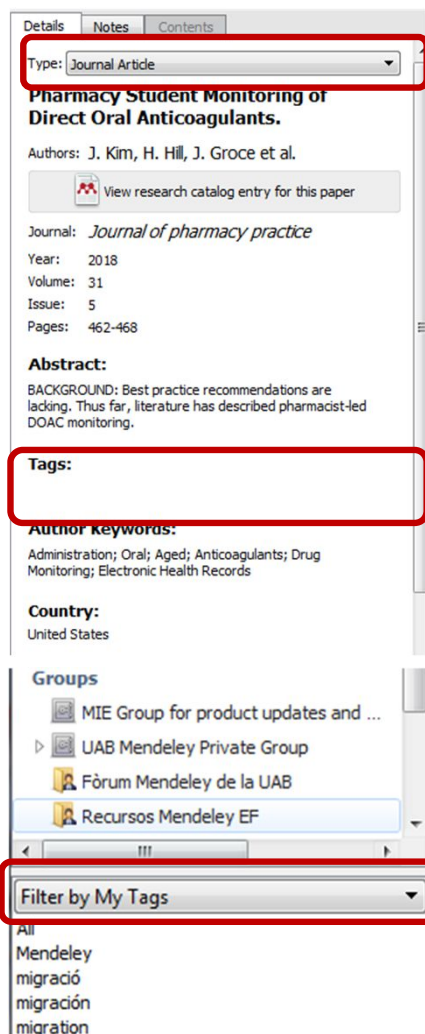 Details Notes Contents
Type: Journal Article
Pharmacy Student Monitoring of
Direct Oral Anticoagulants.
Authors: J. Kim, H. Hill, J. Groce et al.
View research catalog entry for this paper
Journal: Journal of pharmacy practice
Year: 2018
Volume: 31
Issue: 5
Pages: 462-468
Abstract:
BACKGROUND: Best practice recommendations are
lacking. Thus far, literature has described pharmacist-led
DOAC monitoring.
Tags:
Author Keywords:
Administration; Oral; Aged; Anticoagulants; Drug
Monitoring; Electronic Health Records
Country:
United States
Groups
MIE Group for product updates and ...
UAB Mendeley Private Group
Fòrum Mendeley de la UAB
Recursos Mendeley EF
Filter by My Tags
All
Mendeley
migració
migración
migration